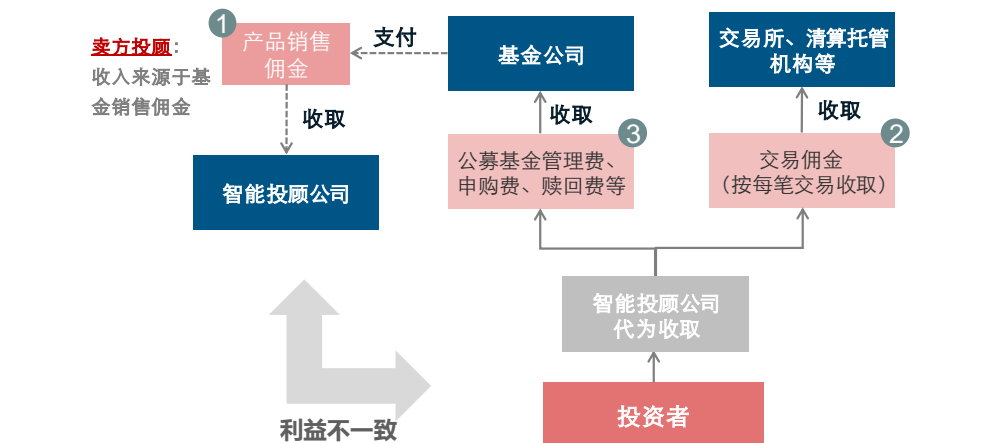 卖方投顾：
收入来源于基
金销售佣金
1
产品销售
佣金
支付
基金公司
交易所、清算托管
机构等
收取
收取
收取
智能投顾公司
3
公募基金管理费、
申购费、赎回费等
2
交易佣金
（按每笔交易收取）
智能投顾公司
代为收取
利益不一致
投资者